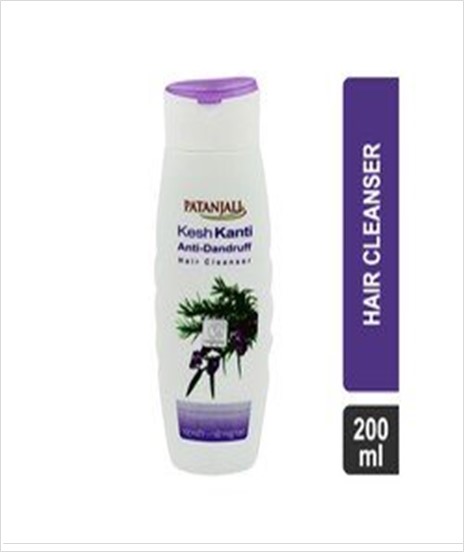 PATANJALI
Kesh Kanti
Anti-Dandruff
Hair Cleanser
HAIR CLEANSER
200
ml